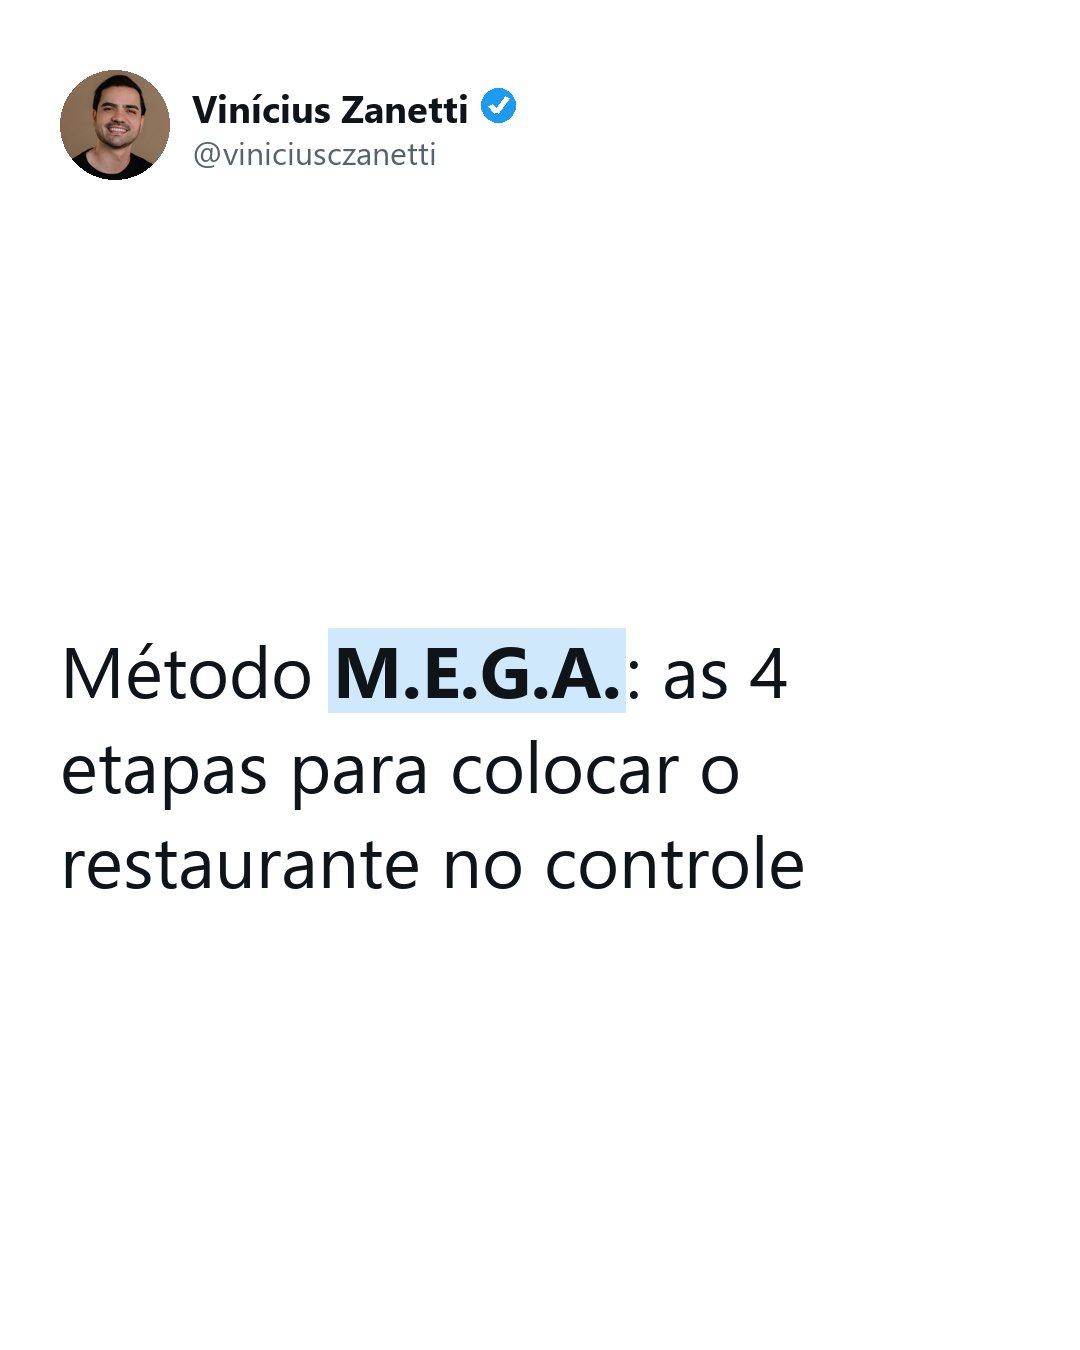 Vinícius Zanetti
@viniciusczanetti
Método M.E.G.A.: as 4
etapas para colocar o
restaurante no controle